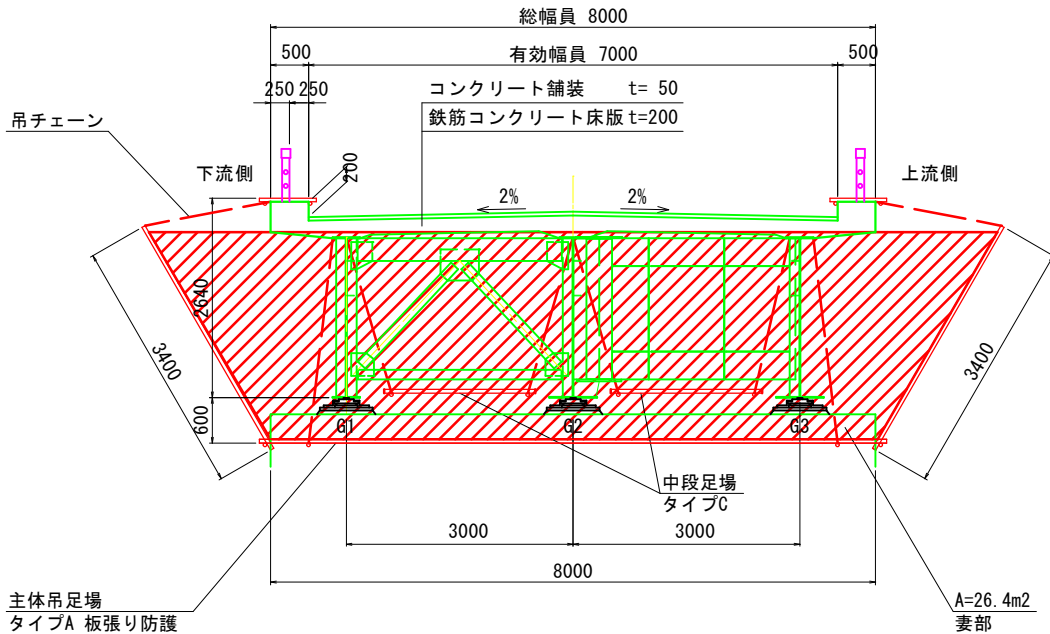 総幅員 8000
500
有効幅員 7000
500
250
250
コンクリート舗装 t= 50
鉄筋コンクリート床版 t=200
吊チェーン
下流側
200
上流側
2%
2%
2640
3400
3400
600
G1
G2
G3
中段足場
タイプC
3000
3000
8000
主体吊足場
タイプA 板張り防護
A=26.4m2
妻部